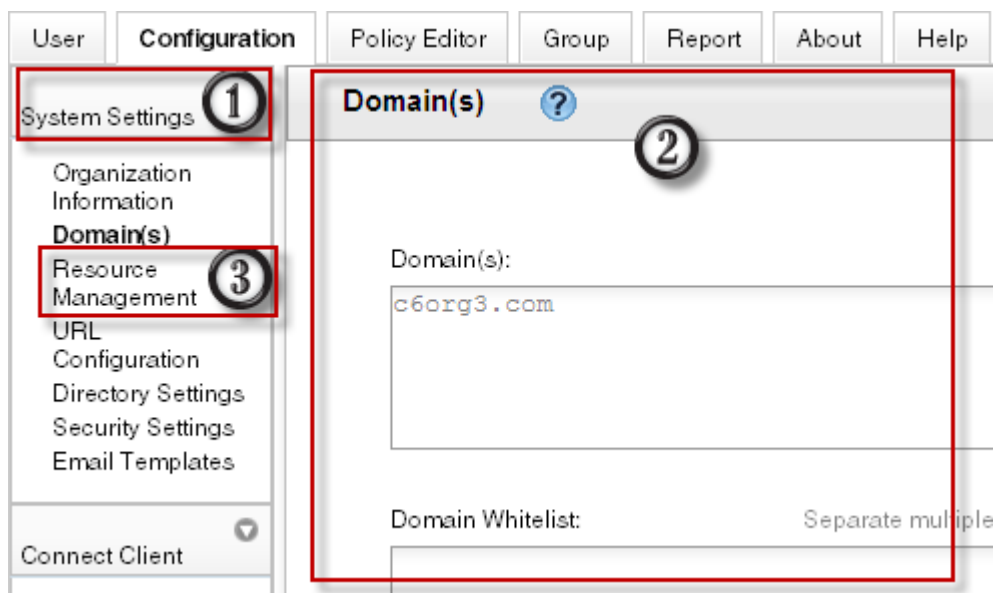 User Configuration Policy Editor Group Report About Help
System Settings 1
Organization
Information
Domain(s)
Resource
Management 3
URL
Configuration
Directory Settings
Security Settings
Email Templates
Connect Client
Domain(s) ?
2
Domain(s):
c6org3.com
Domain Whitelist: Separate multiple